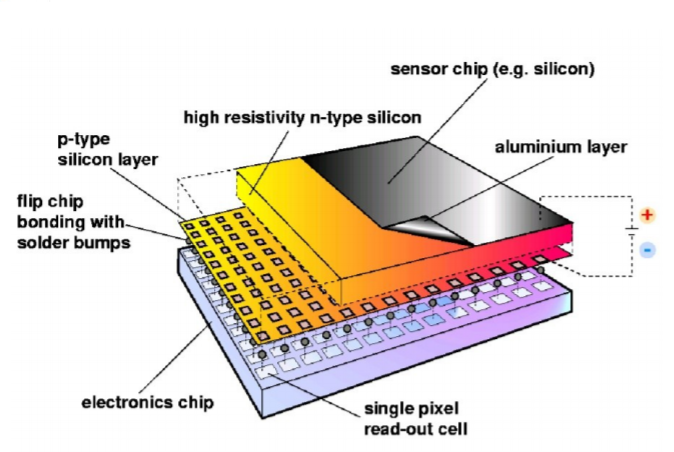 sensor chip (e.g. silicon)
high resistivity n-type silicon
aluminium layer
p-type
silicon layer
flip chip
bonding with
solder bumps
+
-
electronics chip
single pixel
read-out cell